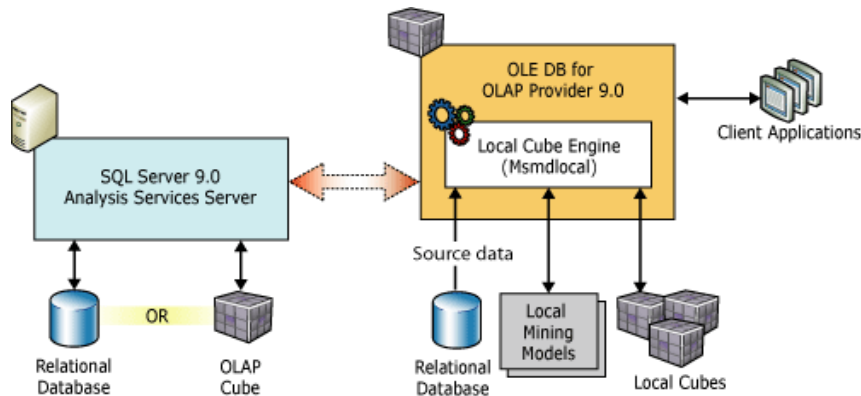 OLE DB for
OLAP Provider 9.0
Local Cube Engine
(Msmdlocal)
Client Applications
SQL Server 9.0
Analysis Services Server
Source data
OR
Relational
Database
OLAP
Cube
Relational
Database
Local
Mining
Models
Local Cubes